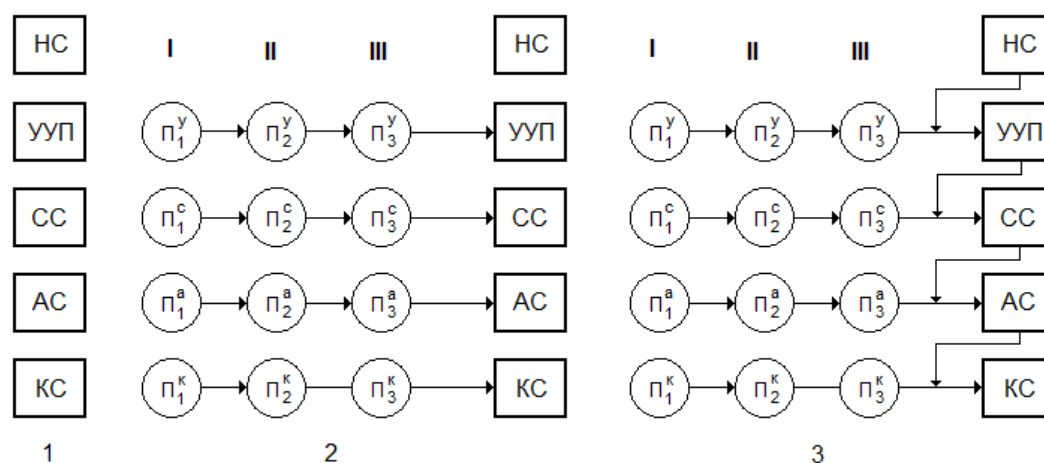 НС I II III НС I II III НС
УУП П₁ʸ П₂ʸ П₃ʸ УУП П₁ʸ П₂ʸ П₃ʸ УУП
СС П₁ᶜ П₂ᶜ П₃ᶜ СС П₁ᶜ П₂ᶜ П₃ᶜ СС
АС П₁ᵃ П₂ᵃ П₃ᵃ АС П₁ᵃ П₂ᵃ П₃ᵃ АС
КС П₁ᴷ П₂ᴷ П₃ᴷ КС П₁ᴷ П₂ᴷ П₃ᴷ КС
1 2 3